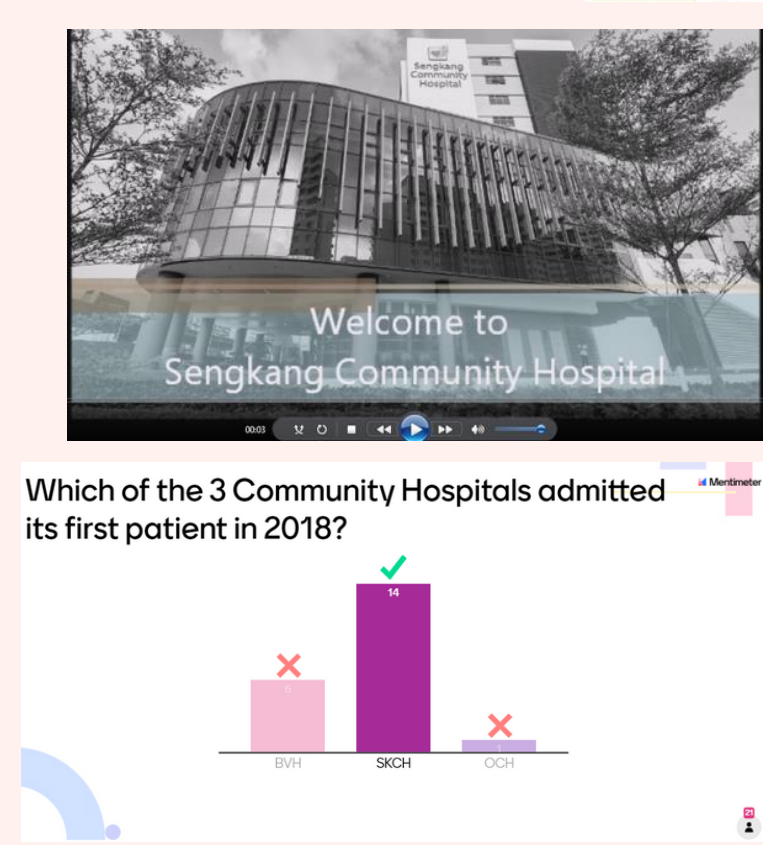 Sengkang
Community
Hospital
Welcome to
Sengkang Community Hospital
00:03
Which of the 3 Community Hospitals admitted
its first patient in 2018?
Mentimeter
14
6
1
BVH SKCH OCH
21